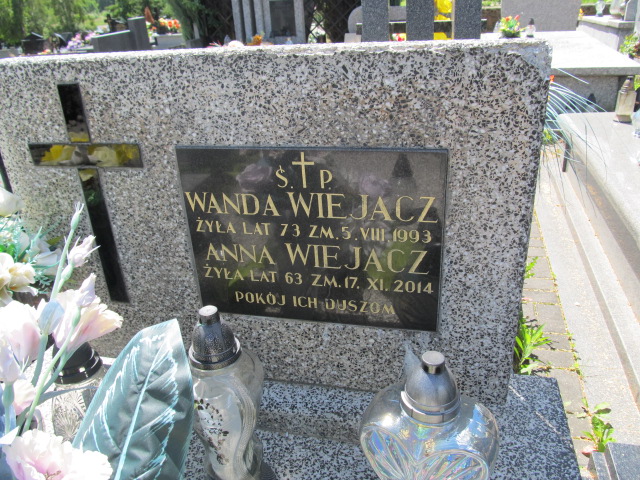 Ś. P.
WANDA WIEJACZ
ŻYŁA LAT 73 ZM. 5. VIII. 1993
ANNA WIEJACZ
ŻYŁA LAT 63 ZM. 17. XI. 2014
POKÓJ ICH DUSZOM